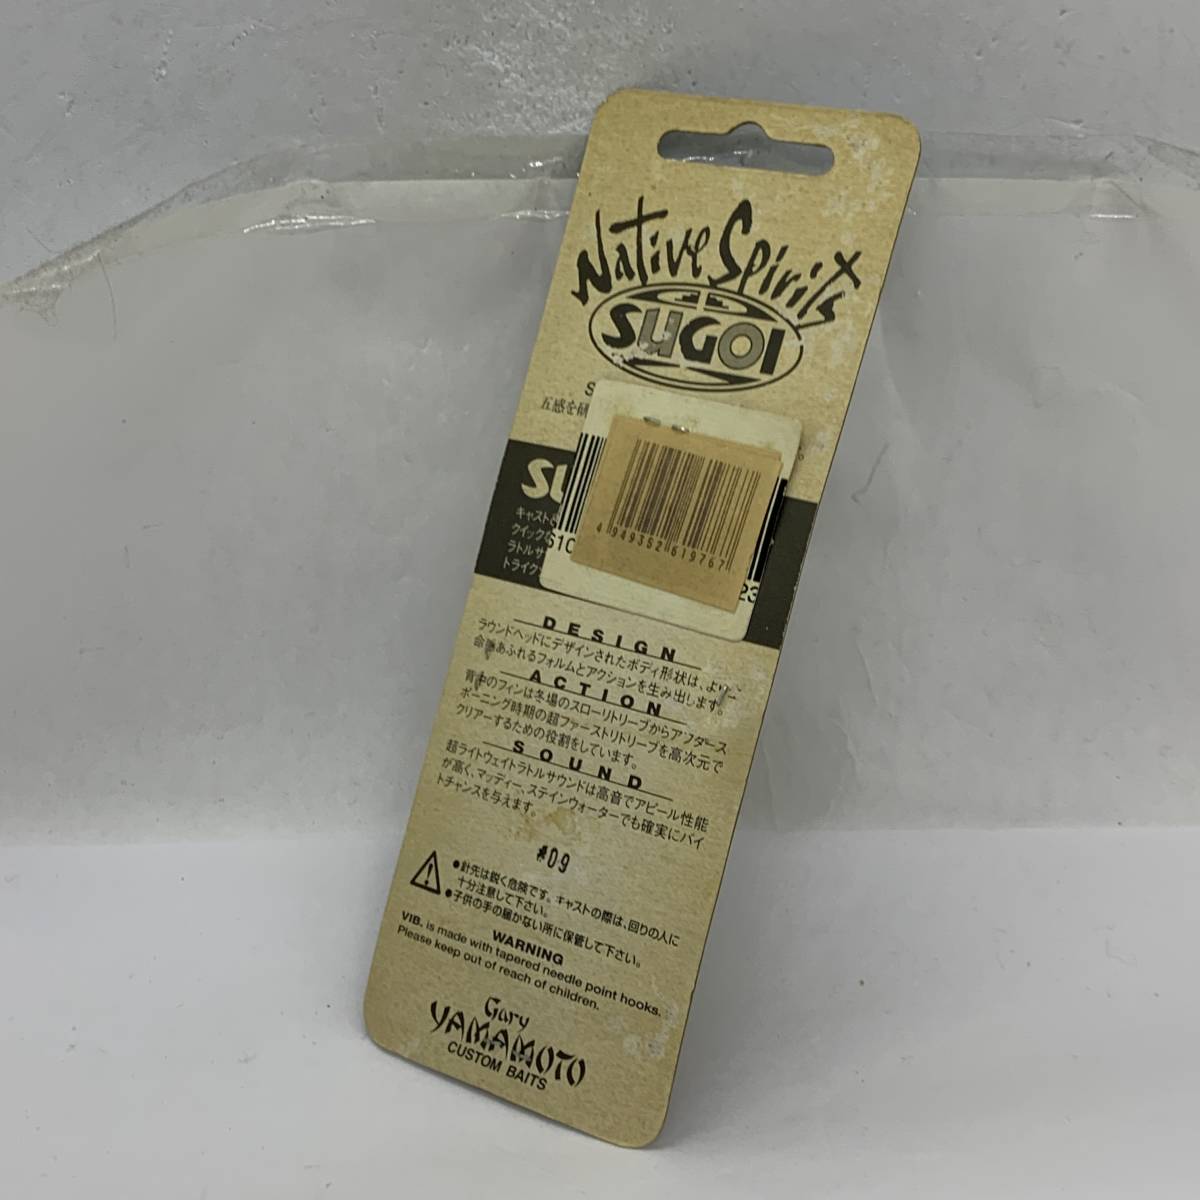 Native Spirits
SUGOI
五感を研
SU
キャスト
クイック
ラトルサ
トライク
4 949352 619767
DESIGN
ラウンドヘッドにデザインされたボディ形状は、より
命感あふれるフォルムとアクションを生み出します。
ACTION
背中のフィンは冬場のスローリトリーブからアフタース
ポーニング時期の超ファーストリトリーブを高次元で
クリアーするための役割をしています。
SOUND
超ライトウェイトラトルサウンドは高音でアピール性能
が高く、マッディー、ステインウォーターでも確実にバイ
トチャンスを与えます。
#09
●針先は鋭く危険です。キャストの際は、回りの人に
十分注意して下さい。
●子供の手の届かない所に保管して下さい。
WARNING
VIB. is made with tapered needle point hooks.
Please keep out of reach of children.
Gary
YAMAMOTO
CUSTOM BAITS